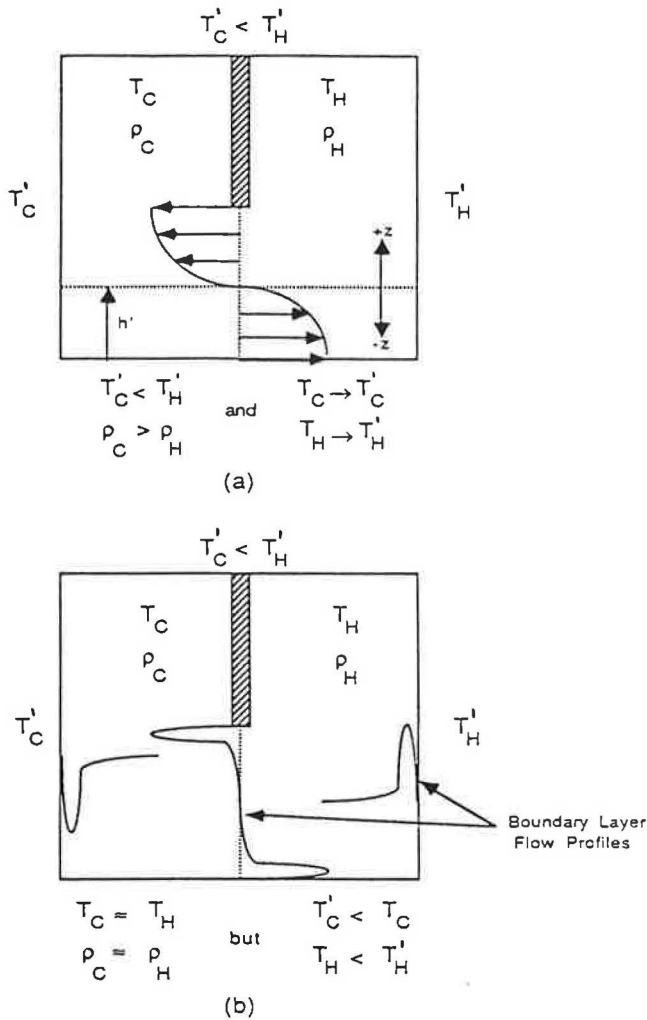 T'C < T'H
TC TH
ρC ρH
T'C T'H
+z
h' -z
T'C < T'H TC → T'C
and
ρC > ρH TH → T'H
(a)
T'C < T'H
TC TH
ρC ρH
T'C T'H
Boundary Layer
Flow Profiles
TC ≈ TH T'C < TC
but
ρC ≈ ρH TH < T'H
(b)